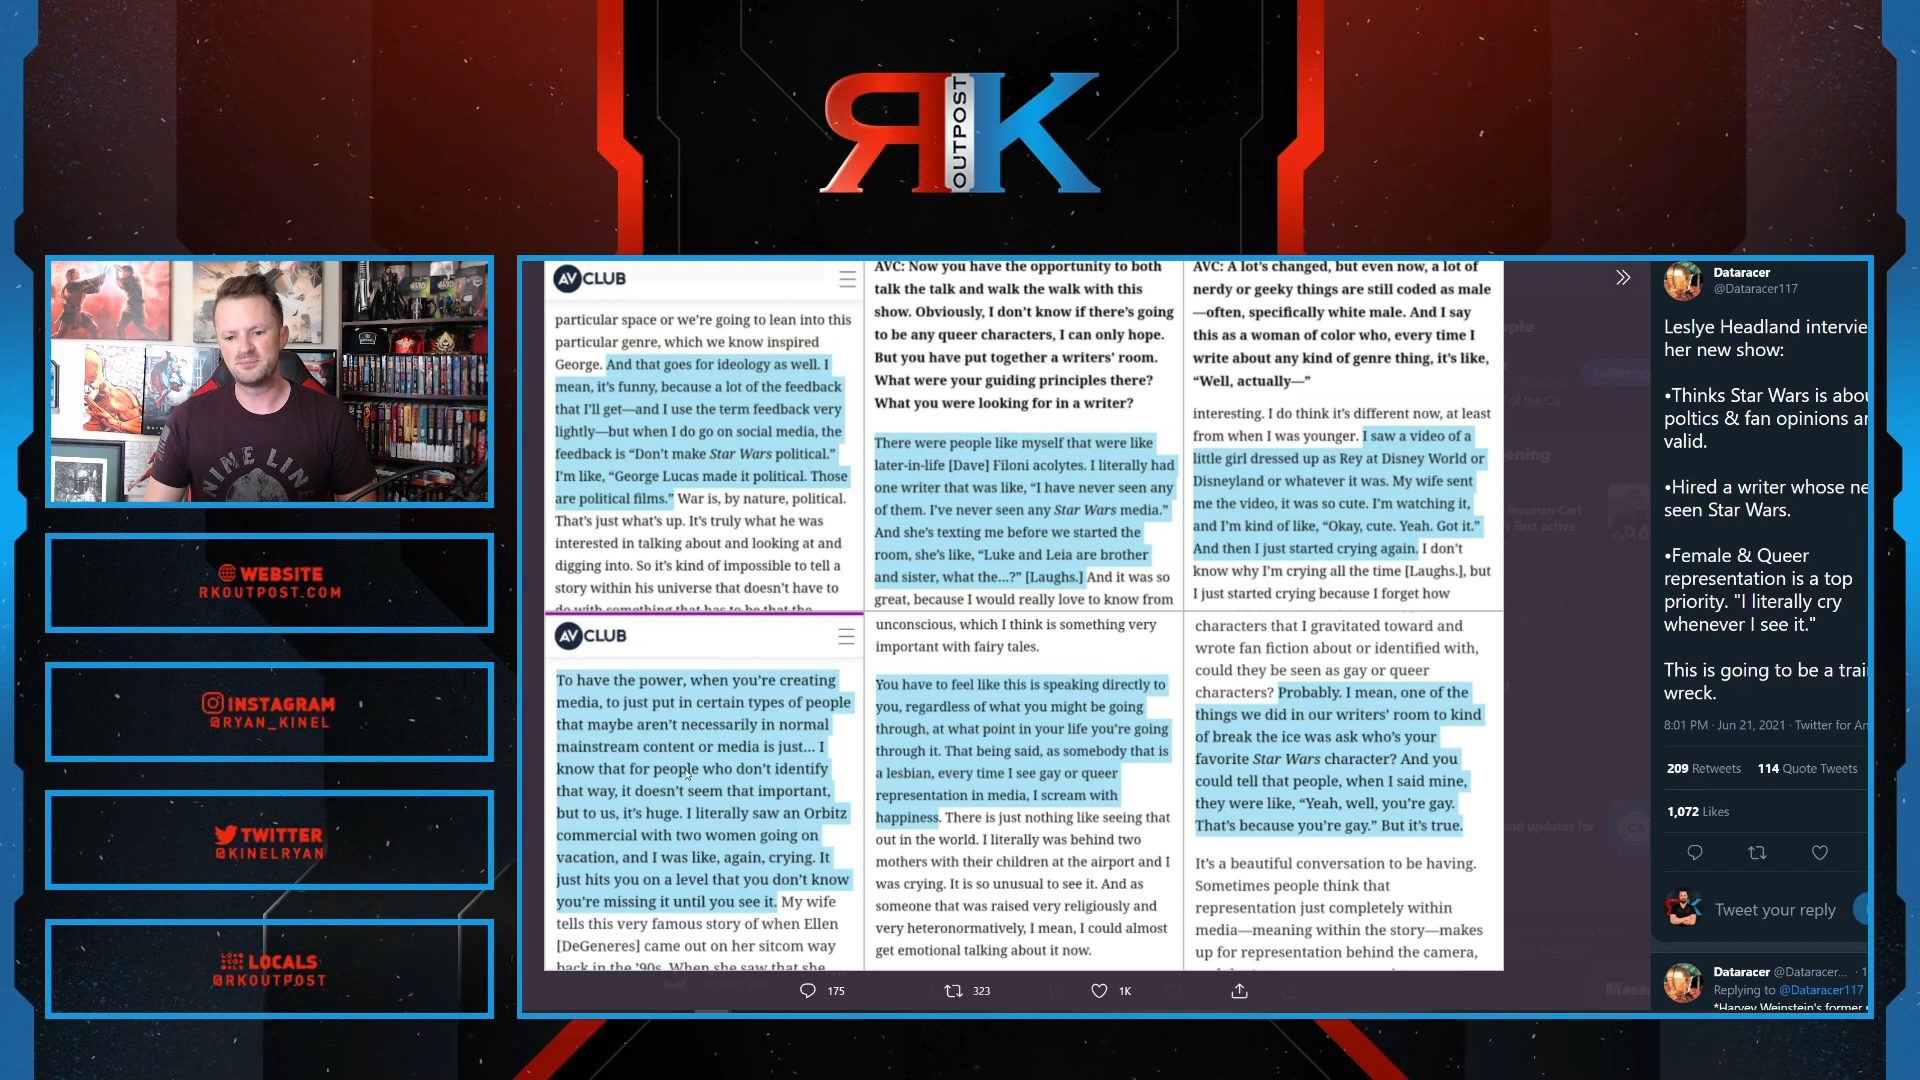 RK
OUTPOST
NINE LINE
WEBSITE
RKOUTPOST.COM
INSTAGRAM
@RYAN_KINEL
TWITTER
@KINELRYAN
LOCALS
@RKOUTPOST
AV CLUB
particular space or we're going to lean into this
particular genre, which we know inspired
George. And that goes for ideology as well. I
mean, it's funny, because a lot of the feedback
that I'll get—and I use the term feedback very
lightly—but when I do go on social media, the
feedback is “Don't make Star Wars political.”
I'm like, “George Lucas made it political. Those
are political films.” War is, by nature, political.
That's just what's up. It's truly what he was
interested in talking about and looking at and
digging into. So it's kind of impossible to tell a
story within his universe that doesn't have to
do with something that has to be that the
AVC: Now you have the opportunity to both
talk the talk and walk the walk with this
show. Obviously, I don't know if there's going
to be any queer characters, I can only hope.
But you have put together a writers' room.
What were your guiding principles there?
What you were looking for in a writer?
There were people like myself that were like
later-in-life [Dave] Filoni acolytes. I literally had
one writer that was like, “I have never seen any
of them. I've never seen any Star Wars media.”
And she's texting me before we started the
room, she's like, “Luke and Leia are brother
and sister, what the...?” [Laughs.] And it was so
great, because I would really love to know from
AVC: A lot's changed, but even now, a lot of
nerdy or geeky things are still coded as male
—often, specifically white male. And I say
this as a woman of color who, every time I
write about any kind of genre thing, it's like,
“Well, actually—”
interesting. I do think it's different now, at least
from when I was younger. I saw a video of a
little girl dressed up as Rey at Disney World or
Disneyland or whatever it was. My wife sent
me the video, it was so cute. I'm watching it,
and I'm kind of like, “Okay, cute. Yeah. Got it.”
And then I just started crying again. I don't
know why I'm crying all the time [Laughs.], but
I just started crying because I forget how
AV CLUB
To have the power, when you're creating
media, to just put in certain types of people
that maybe aren't necessarily in normal
mainstream content or media is just... I
know that for people who don't identify
that way, it doesn't seem that important,
but to us, it's huge. I literally saw an Orbitz
commercial with two women going on
vacation, and I was like, again, crying. It
just hits you on a level that you don't know
you're missing it until you see it. My wife
tells this very famous story of when Ellen
[DeGeneres] came out on her sitcom way
back in the '90s. When she saw that she
unconscious, which I think is something very
important with fairy tales.
You have to feel like this is speaking directly to
you, regardless of what you might be going
through, at what point in your life you're going
through it. That being said, as somebody that is
a lesbian, every time I see gay or queer
representation in media, I scream with
happiness. There is just nothing like seeing that
out in the world. I literally was behind two
mothers with their children at the airport and I
was crying. It is so unusual to see it. And as
someone that was raised very religiously and
very heteronormatively, I mean, I could almost
get emotional talking about it now.
characters that I gravitated toward and
wrote fan fiction about or identified with,
could they be seen as gay or queer
characters? Probably. I mean, one of the
things we did in our writers' room to kind
of break the ice was ask who's your
favorite Star Wars character? And you
could tell that people, when I said mine,
they were like, “Yeah, well, you're gay.
That's because you're gay.” But it's true.
It's a beautiful conversation to be having.
Sometimes people think that
representation just completely within
media—meaning within the story—makes
up for representation behind the camera,
175
323
1K
Dataracer
@Dataracer117
Leslye Headland intervie
her new show:
•Thinks Star Wars is abou
poltics & fan opinions ar
valid.
•Hired a writer whose ne
seen Star Wars.
•Female & Queer
representation is a top
priority. "I literally cry
whenever I see it."
This is going to be a trai
wreck.
8:01 PM · Jun 21, 2021 · Twitter for An
209 Retweets 114 Quote Tweets
1,072 Likes
Tweet your reply
Dataracer @Dataracer... · 1
Replying to @Dataracer117
*Harvey Weinstein's former